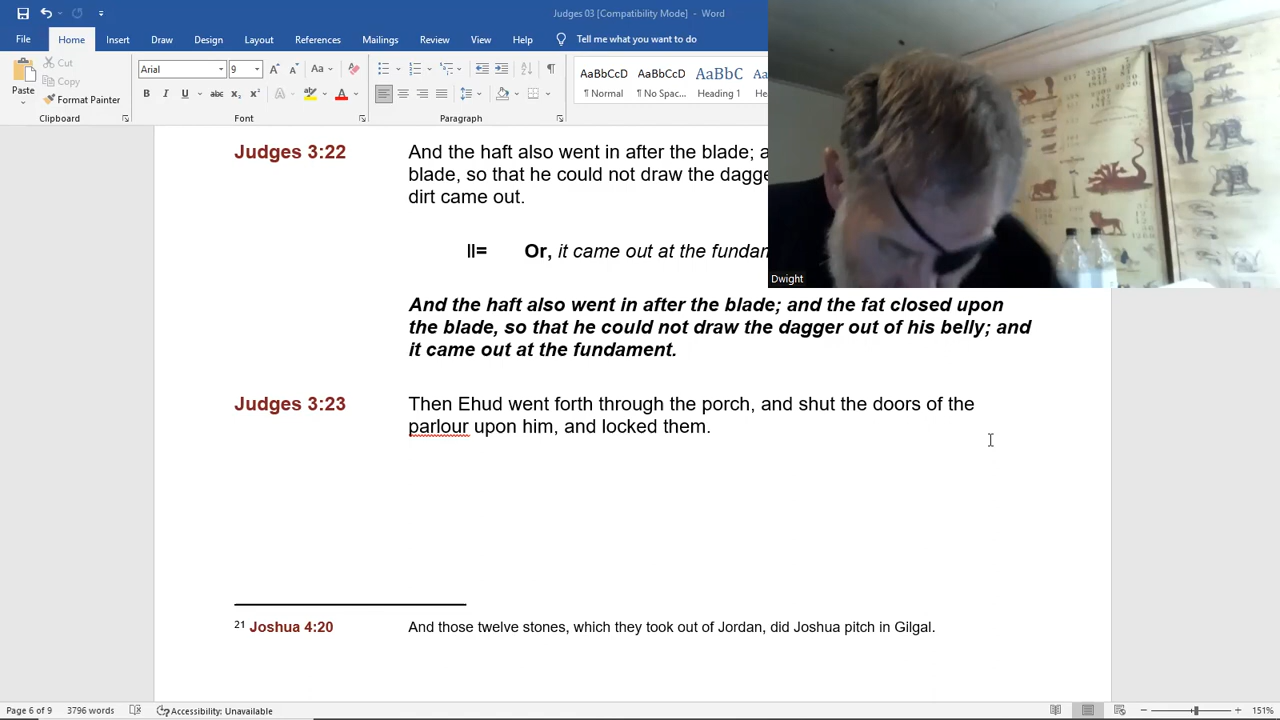 Judges 03 [Compatibility Mode] - Word
File Home Insert Draw Design Layout References Mailings Review View Help Tell me what you want to do
Paste
Cut
Copy
Format Painter
Clipboard
Arial 9
Font
Paragraph
AaBbCcD AaBbCcD AaBbC
¶ Normal ¶ No Spac... Heading 1
Dwight
Judges 3:22 And the haft also went in after the blade; a
blade, so that he could not draw the dagge
dirt came out.
ǁ= Or, it came out at the fundam
And the haft also went in after the blade; and the fat closed upon
the blade, so that he could not draw the dagger out of his belly; and
it came out at the fundament.
Judges 3:23 Then Ehud went forth through the porch, and shut the doors of the
parlour upon him, and locked them.
21 Joshua 4:20 And those twelve stones, which they took out of Jordan, did Joshua pitch in Gilgal.
Page 6 of 9 3796 words Accessibility: Unavailable 151%